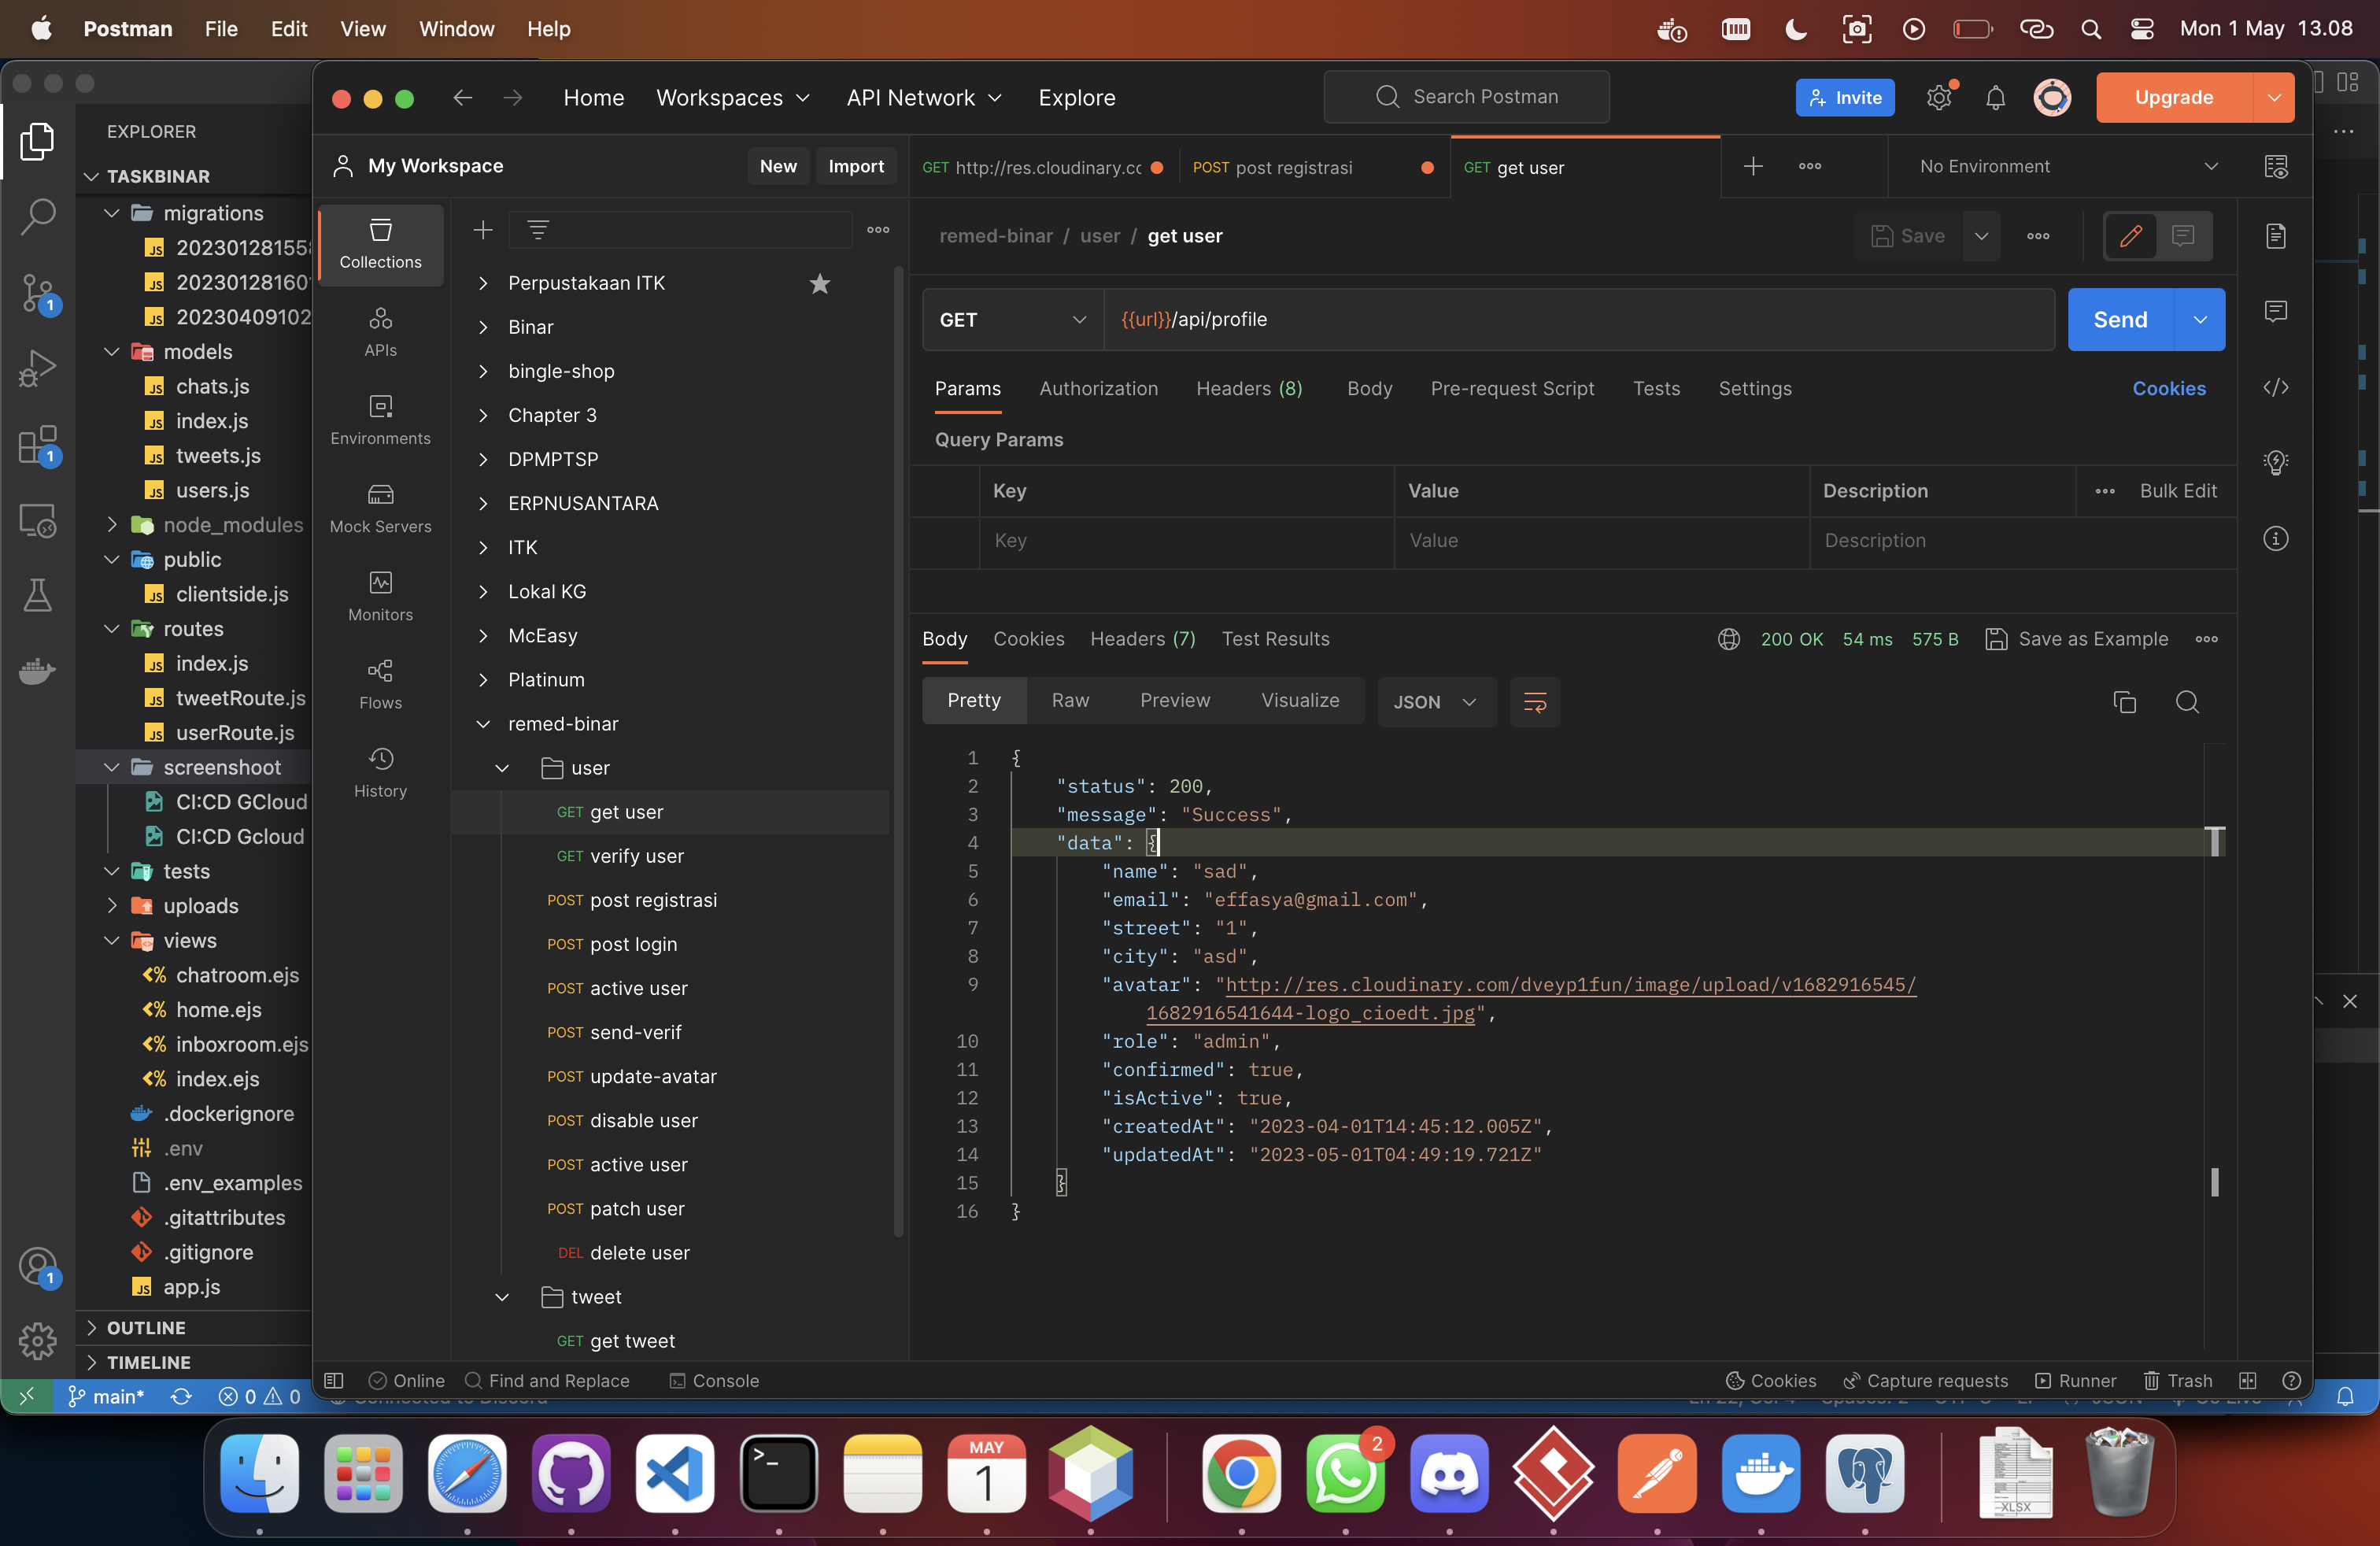 Postman File Edit View Window Help Mon 1 May 13.08
Home Workspaces API Network Explore Search Postman Invite Upgrade
EXPLORER
TASKBINAR
migrations
models
chats.js
index.js
tweets.js
users.js
node_modules
public
clientside.js
routes
index.js
tweetRoute.js
userRoute.js
screenshoot
CI:CD GCloud
CI:CD Gcloud
tests
uploads
views
chatroom.ejs
home.ejs
inboxroom.ejs
index.ejs
.dockerignore
.env
.env_examples
.gitattributes
.gitignore
app.js
OUTLINE
TIMELINE
1
1
1
main* 0 0
My Workspace New Import
Collections
APIs
Environments
Mock Servers
Monitors
Flows
History
Perpustakaan ITK
Binar
bingle-shop
Chapter 3
DPMPTSP
ERPNUSANTARA
ITK
Lokal KG
McEasy
Platinum
remed-binar
user
GET get user
GET verify user
POST post registrasi
POST post login
POST active user
POST send-verif
POST update-avatar
POST disable user
POST active user
POST patch user
DEL delete user
tweet
GET get tweet
GET http://res.cloudinary.cc POST post registrasi GET get user No Environment
remed-binar / user / get user Save
GET {{url}}/api/profile Send
Params Authorization Headers (8) Body Pre-request Script Tests Settings Cookies
Query Params
Key Value Description Bulk Edit
Key Value Description
Body Cookies Headers (7) Test Results 200 OK 54 ms 575 B Save as Example
Pretty Raw Preview Visualize JSON
1 {
2 "status": 200,
3 "message": "Success",
4 "data": {
5 "name": "sad",
6 "email": "effasya@gmail.com",
7 "street": "1",
8 "city": "asd",
9 "avatar": "http://res.cloudinary.com/dveyp1fun/image/upload/v1682916545/
1682916541644-logo_cioedt.jpg",
10 "role": "admin",
11 "confirmed": true,
12 "isActive": true,
13 "createdAt": "2023-04-01T14:45:12.005Z",
14 "updatedAt": "2023-05-01T04:49:19.721Z"
15 }
16 }
Online Find and Replace Console Cookies Capture requests Runner Trash
MAY
1
2
XLSX